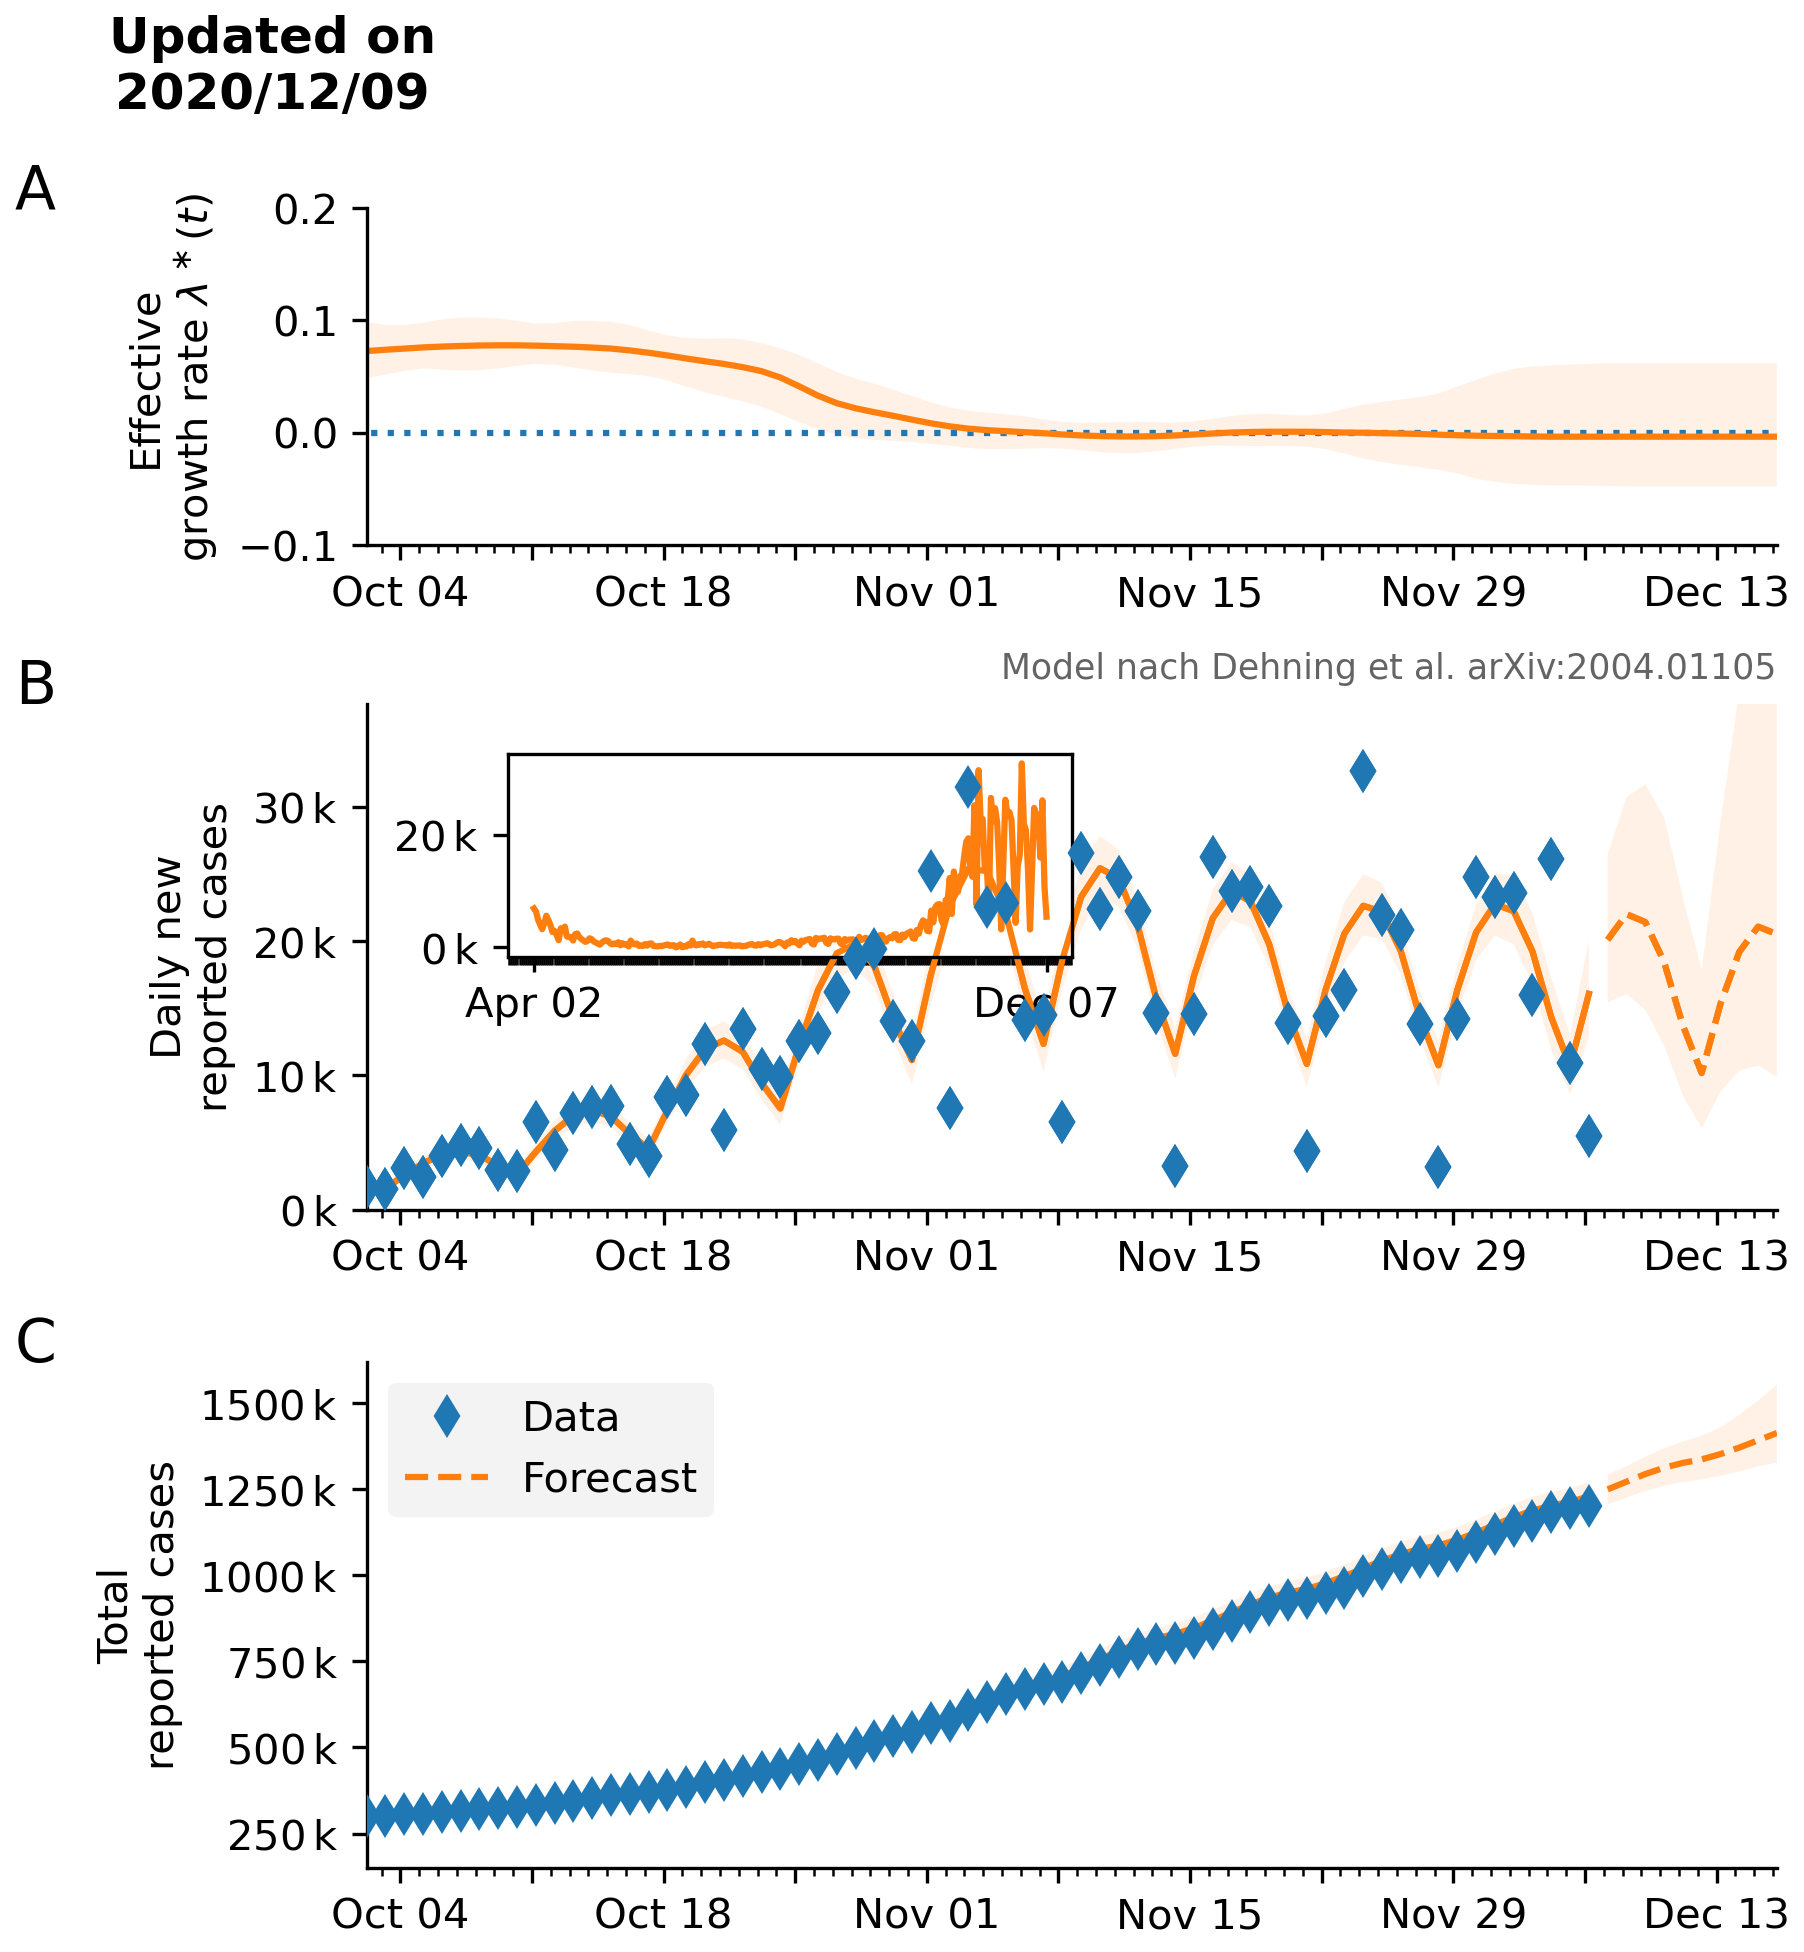 Updated on
2020/12/09
A
Effective
growth rate λ * (t)
0.2
0.1
0.0
−0.1
Oct 04 Oct 18 Nov 01 Nov 15 Nov 29 Dec 13
Model nach Dehning et al. arXiv:2004.01105
B
Daily new
reported cases
30 k
20 k
10 k
0 k
20 k
0 k
Apr 02 Dec 07
Oct 04 Oct 18 Nov 01 Nov 15 Nov 29 Dec 13
C
Total
reported cases
1500 k
1250 k
1000 k
750 k
500 k
250 k
Data
Forecast
Oct 04 Oct 18 Nov 01 Nov 15 Nov 29 Dec 13